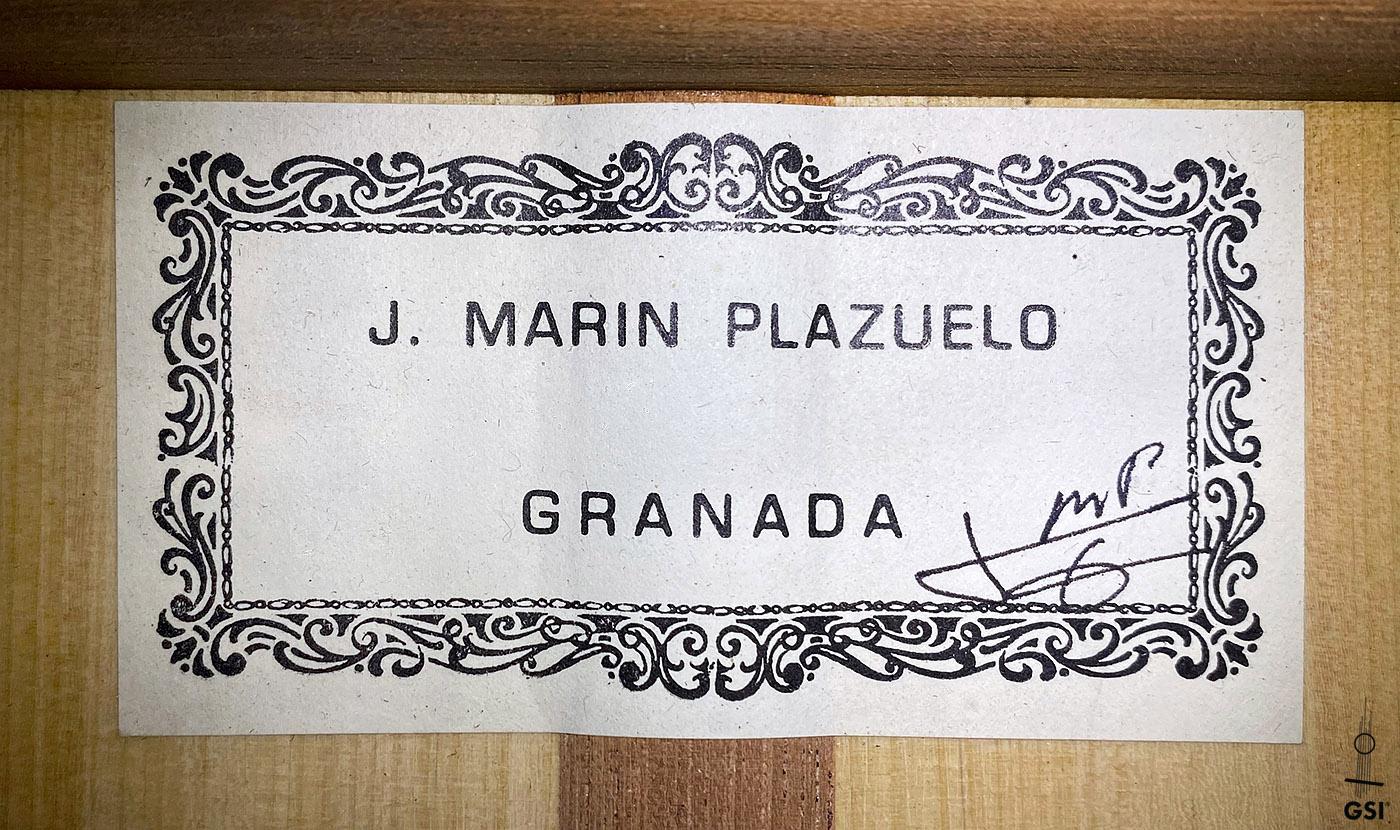 J. MARIN PLAZUELO
GRANADA
GSI